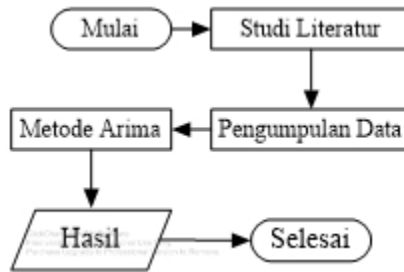 Mulai
Studi Literatur
Pengumpulan Data
Metode Arima
Hasil
Selesai